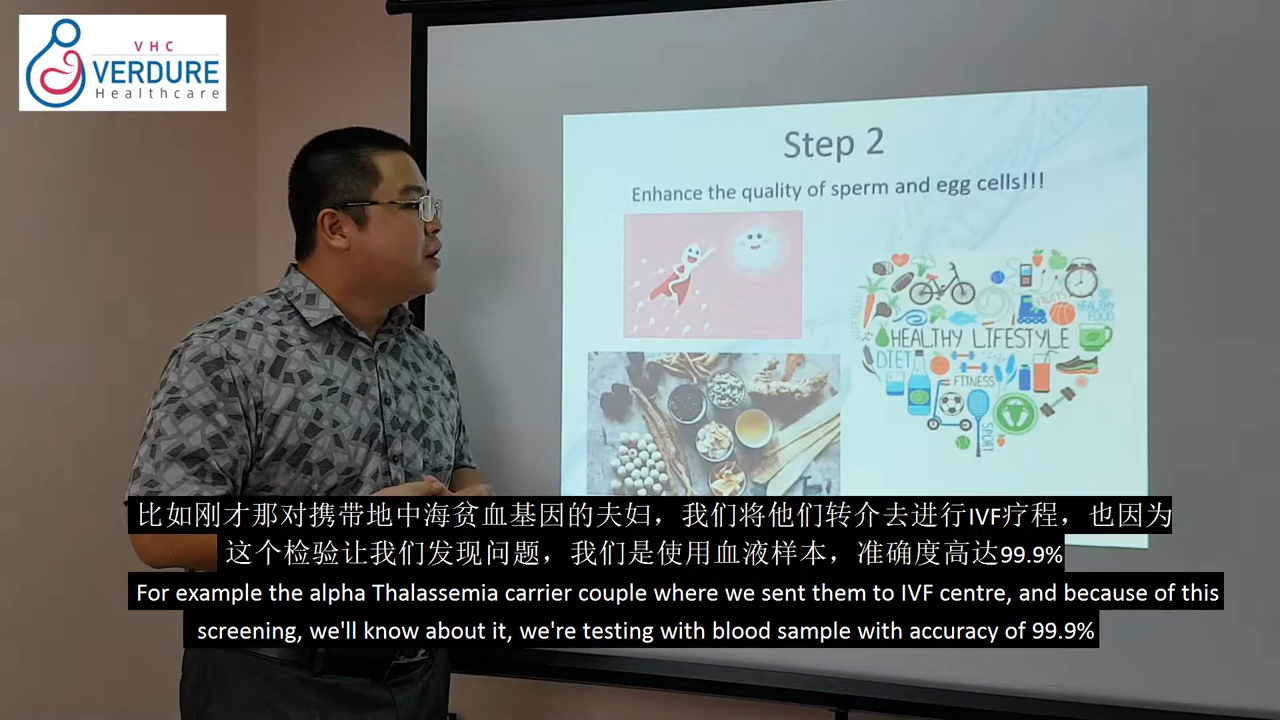 VHC
VERDURE
Healthcare
Step 2
Enhance the quality of sperm and egg cells!!!
FRUITS
HEALTHY
FOOD
HEALTHY LIFESTYLE
DIET
FITNESS
SPORT
比如刚才那对携带地中海贫血基因的夫妇，我们将他们转介去进行IVF疗程，也因为
这个检验让我们发现问题，我们是使用血液样本，准确度高达99.9%
For example the alpha Thalassemia carrier couple where we sent them to IVF centre, and because of this
screening, we'll know about it, we're testing with blood sample with accuracy of 99.9%